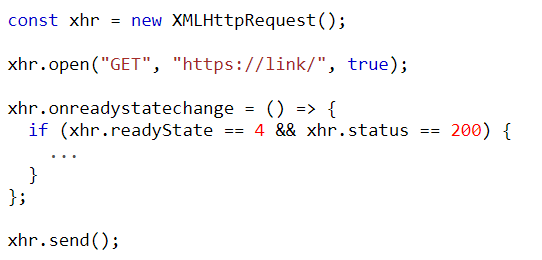 const xhr = new XMLHttpRequest();
xhr.open("GET", "https://link/", true);
xhr.onreadystatechange = () => {
  if (xhr.readyState == 4 && xhr.status == 200) {
    ...
  }
};
xhr.send();